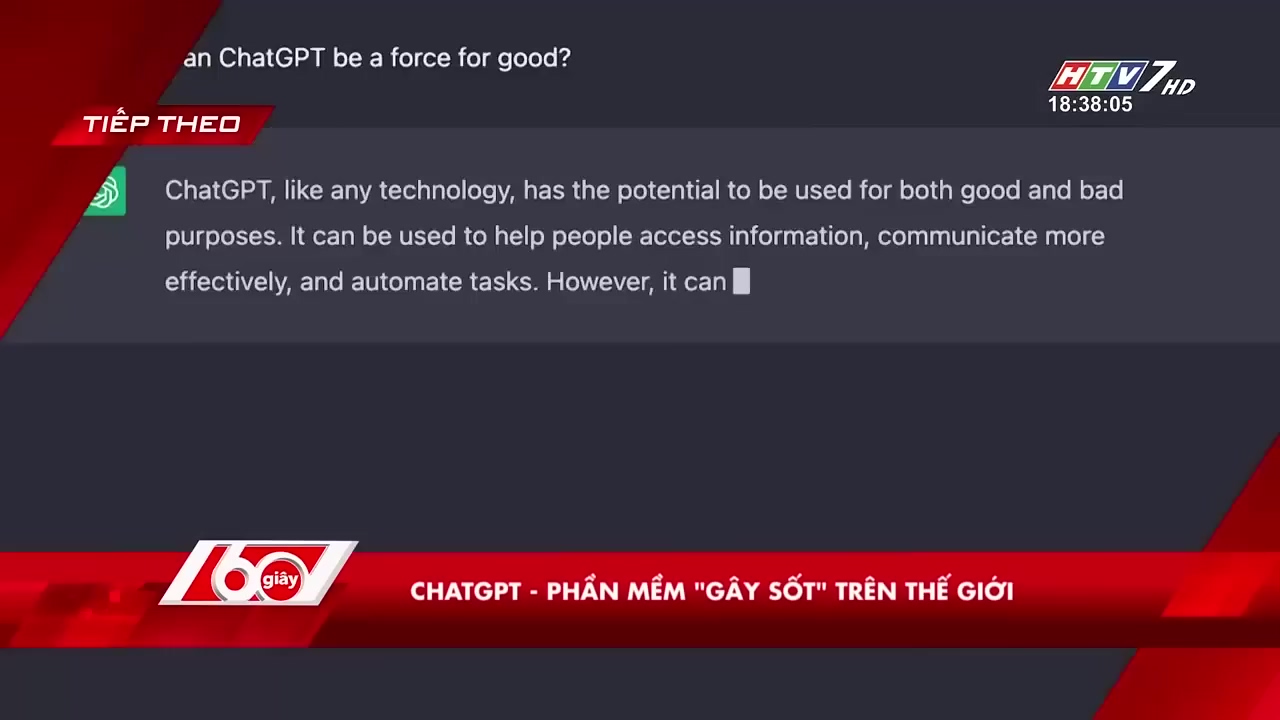 an ChatGPT be a force for good?
HTV7 HD
18:38:05
TIẾP THEO
ChatGPT, like any technology, has the potential to be used for both good and bad
purposes. It can be used to help people access information, communicate more
effectively, and automate tasks. However, it can
60 giây
CHATGPT - PHẦN MỀM "GÂY SỐT" TRÊN THẾ GIỚI